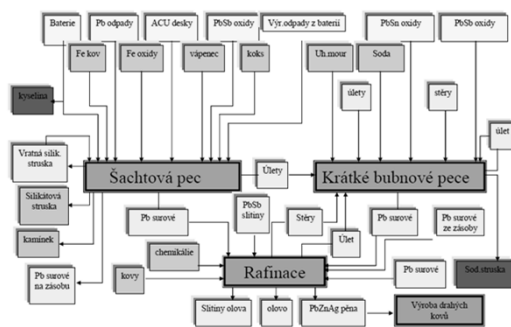 Baterie
Pb odpady
ACU desky
PbSb oxidy
Výr.odpady z baterií
PbSn oxidy
PbSb oxidy
Fe kov
Fe oxidy
vápenec
koks
Uh.mour
Soda
kyselina
úlety
stěry
úlet
Vratná silik.
struska
Šachtová pec
Úlety
Krátké bubnové pece
Silikátová
struska
Pb surové
PbSb
slitiny
Stěry
Pb surové
Pb surové
ze zásoby
kamínek
chemikálie
Úlet
Pb surové
na zásobu
kovy
Rafinace
Pb surové
Sod.struska
Slitiny olova
olovo
PbZnAg pěna
Výroba drahých
kovů